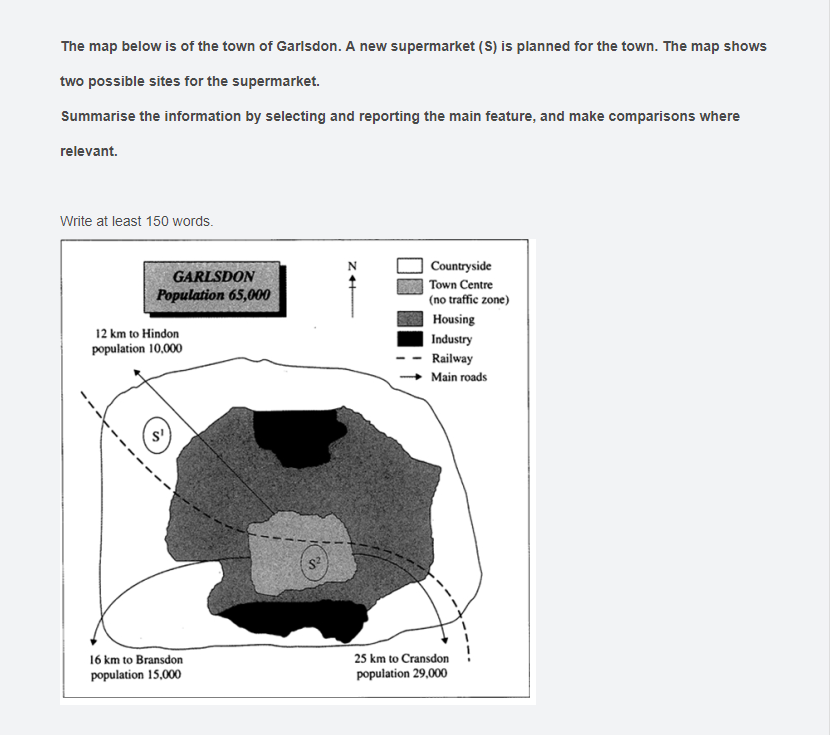 The map below is of the town of Garlsdon. A new supermarket (S) is planned for the town. The map shows
two possible sites for the supermarket.
Summarise the information by selecting and reporting the main feature, and make comparisons where
relevant.
Write at least 150 words.
GARLSDON
Population 65,000
N
Countryside
Town Centre
(no traffic zone)
Housing
Industry
Railway
Main roads
12 km to Hindon
population 10,000
S¹
S²
16 km to Bransdon
population 15,000
25 km to Cransdon
population 29,000